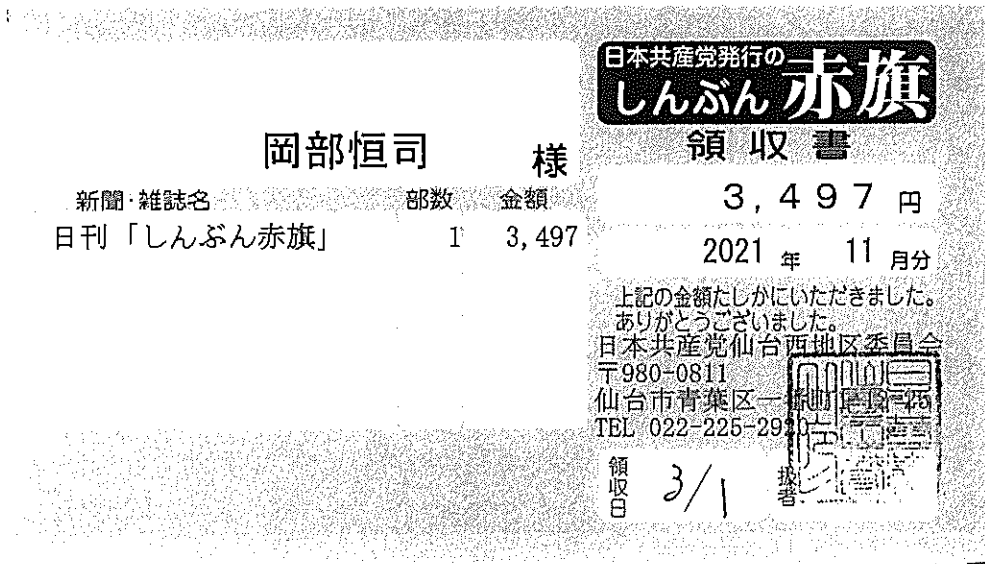 岡部恒司 様
新聞・雑誌名 部数 金額
日刊「しんぶん赤旗」 1 3,497
日本共産党発行の
しんぶん赤旗
領収書
3,497 円
2021 年 11 月分
上記の金額たしかにいただきました。
ありがとうございました。
日本共産党仙台西地区委員会
〒980-0811
仙台市青葉区一番町
TEL 022-225-29
領収日 3/1
扱者